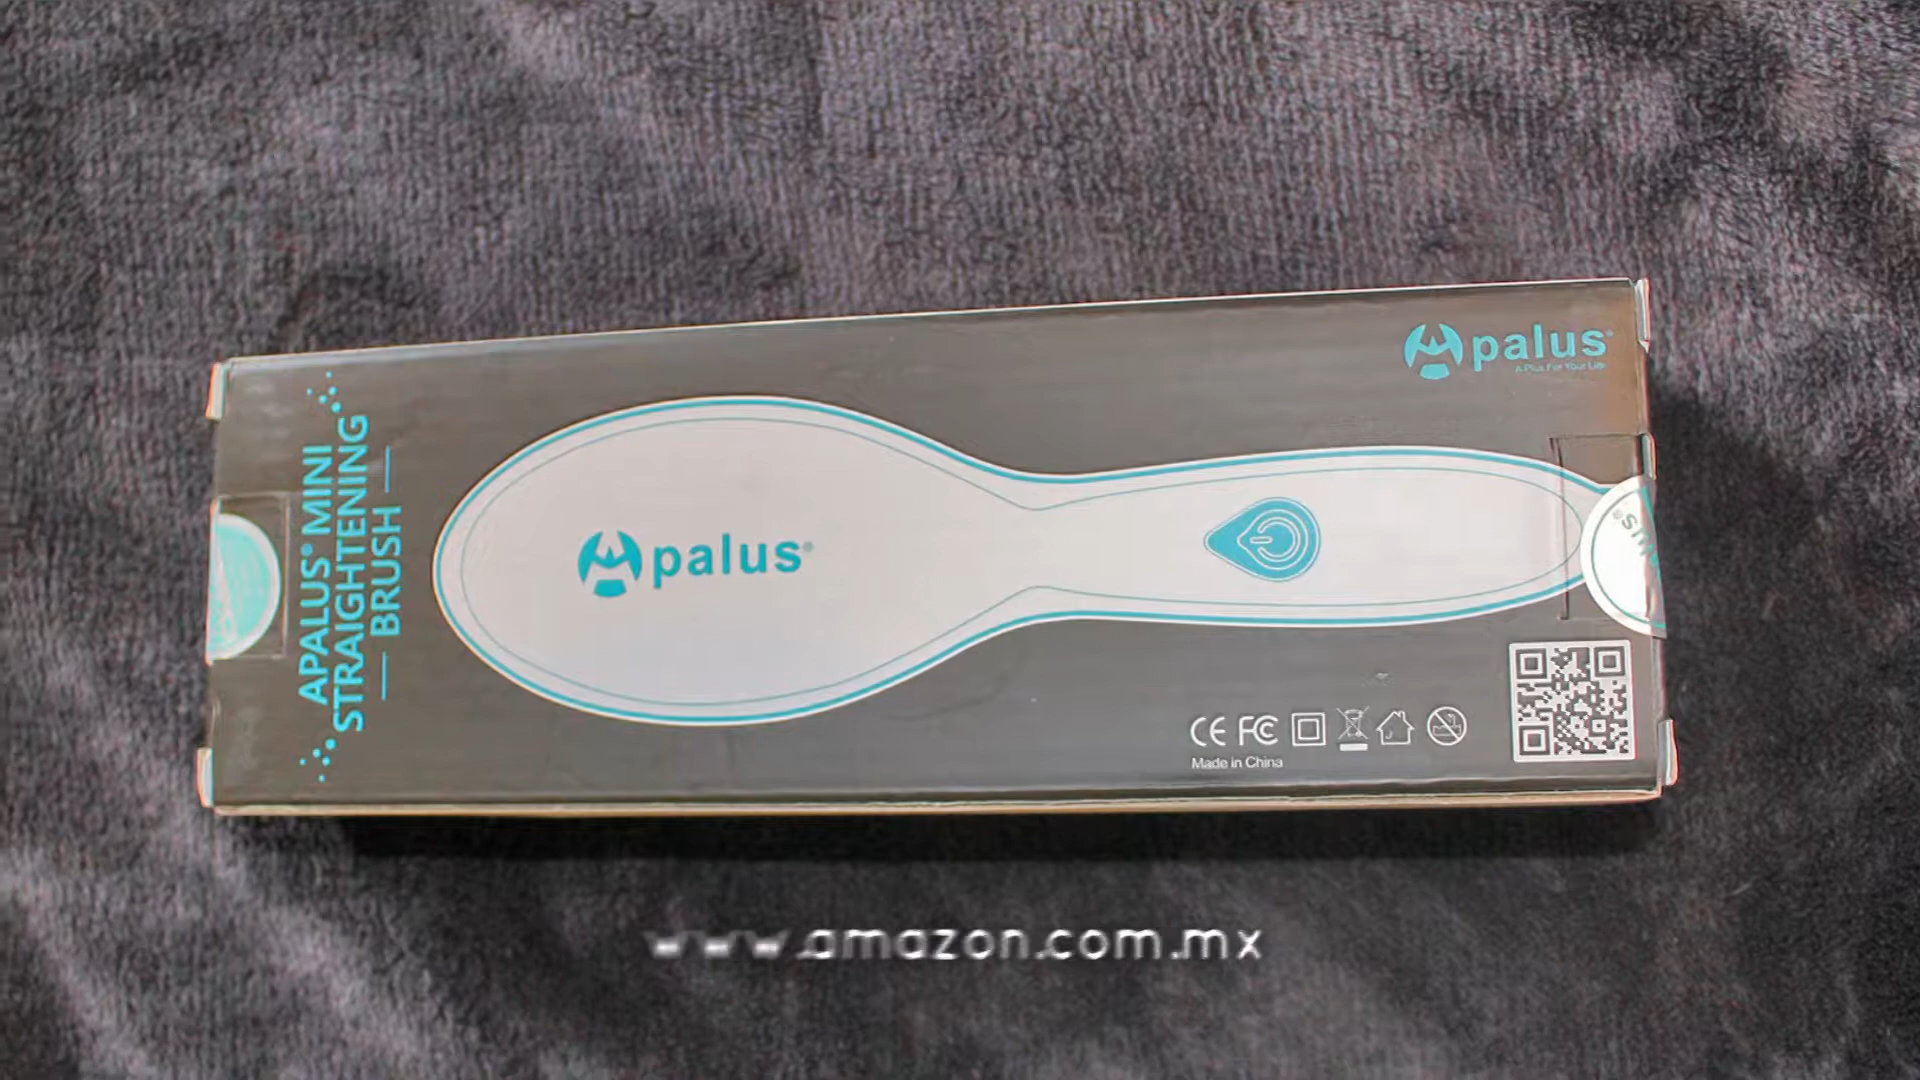 palus®
A Plus For Your Life
APALUS® MINI
STRAIGHTENING
BRUSH
palus®
CE FC
Made in China
www.amazon.com.mx